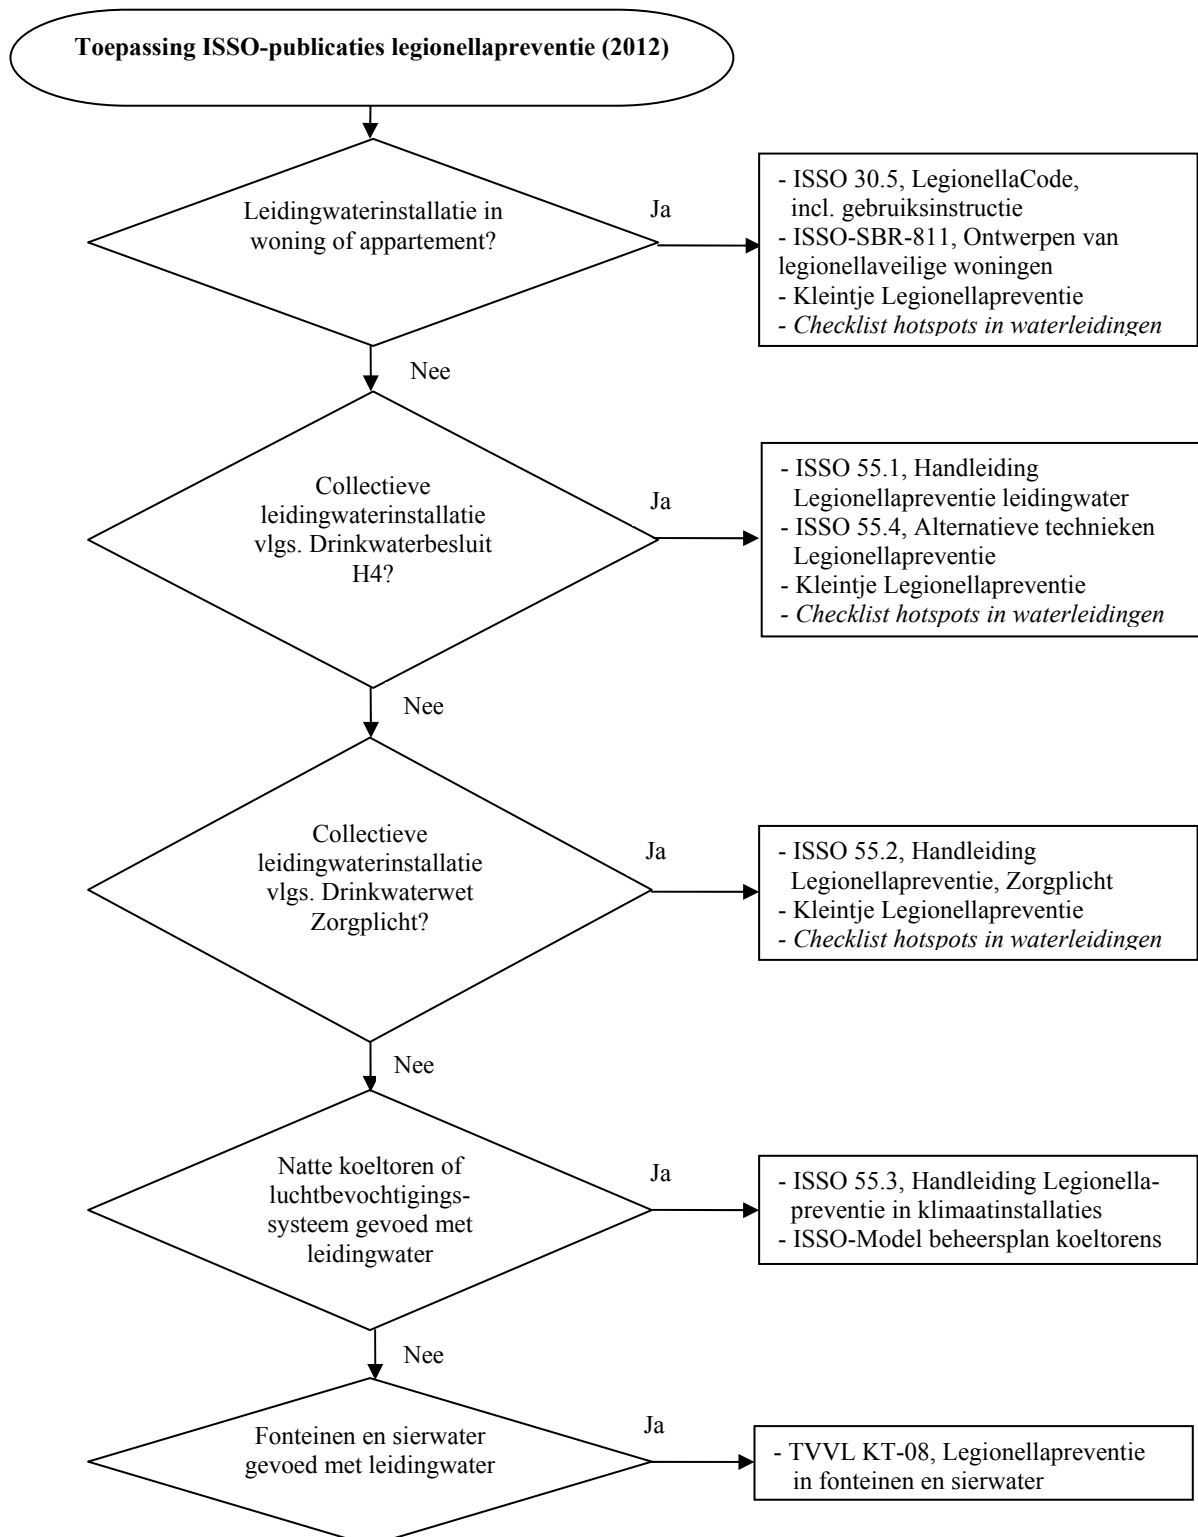 Toepassing ISSO-publicaties legionellapreventie (2012)
Leidingwaterinstallatie in
woning of appartement?
Ja
- ISSO 30.5, LegionellaCode,
incl. gebruiksinstructie
- ISSO-SBR-811, Ontwerpen van
legionellaveilige woningen
- Kleintje Legionellapreventie
- Checklist hotspots in waterleidingen
Nee
Collectieve
leidingwaterinstallatie
vlgs. Drinkwaterbesluit
H4?
Ja
- ISSO 55.1, Handleiding
Legionellapreventie leidingwater
- ISSO 55.4, Alternatieve technieken
Legionellapreventie
- Kleintje Legionellapreventie
- Checklist hotspots in waterleidingen
Nee
Collectieve
leidingwaterinstallatie
vlgs. Drinkwaterwet
Zorgplicht?
Ja
- ISSO 55.2, Handleiding
Legionellapreventie, Zorgplicht
- Kleintje Legionellapreventie
- Checklist hotspots in waterleidingen
Nee
Natte koeltoren of
luchtbevochtigings-
systeem gevoed met
leidingwater
Ja
- ISSO 55.3, Handleiding Legionella-
preventie in klimaatinstallaties
- ISSO-Model beheersplan koeltorens
Nee
Fonteinen en sierwater
gevoed met leidingwater
Ja
- TVVL KT-08, Legionellapreventie
in fonteinen en sierwater